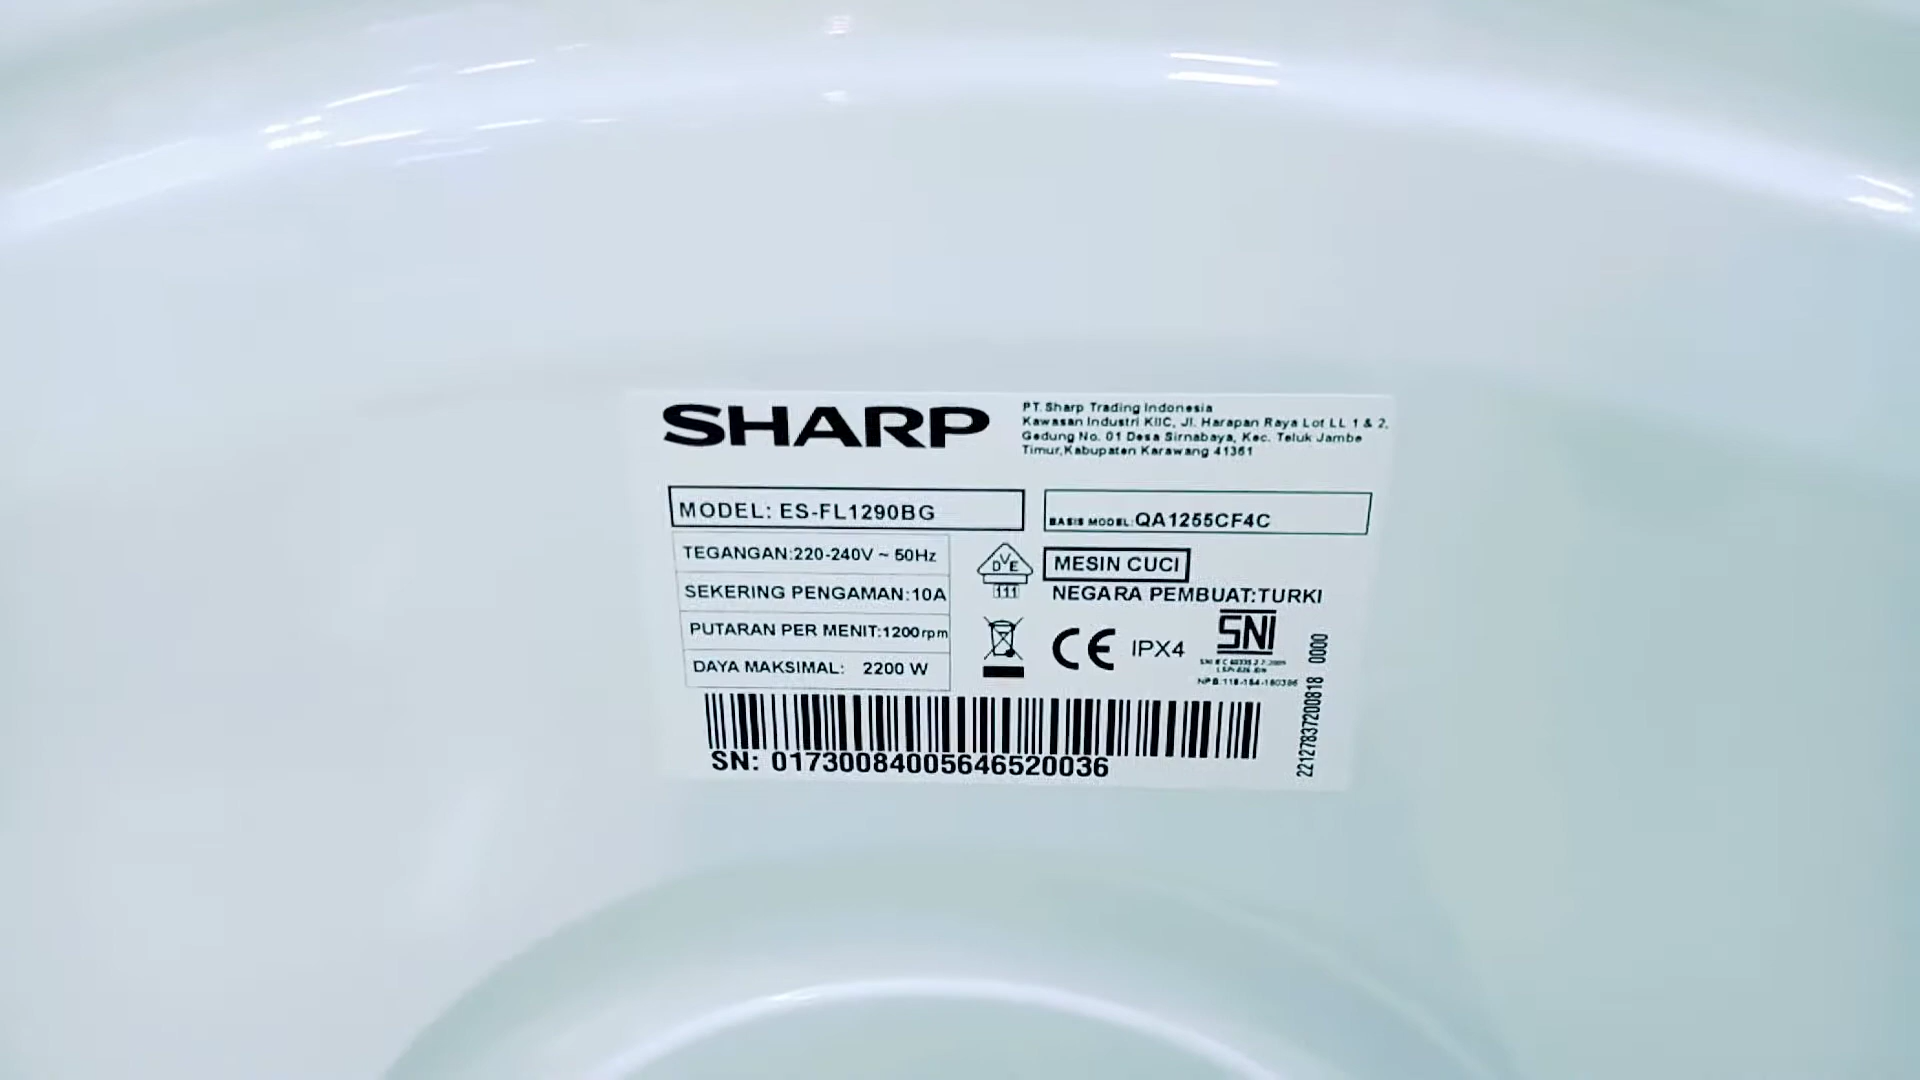 SHARP
PT. Sharp Trading Indonesia
Kawasan Industri KIIC, Jl. Harapan Raya Lot LL 1 & 2,
Gedung No. 01 Desa Sirnabaya, Kec. Teluk Jambe
Timur,Kabupaten Karawang 41361
MODEL: ES-FL1290BG
BASIS MODEL:QA1255CF4C
TEGANGAN:220-240V ~ 50Hz
SEKERING PENGAMAN:10A
PUTARAN PER MENIT:1200rpm
DAYA MAKSIMAL: 2200 W
DVE
111
MESIN CUCI
NEGARA PEMBUAT:TURKI
CE IPX4
SNI
SN: 01730084005646520036
22127837200818 0000